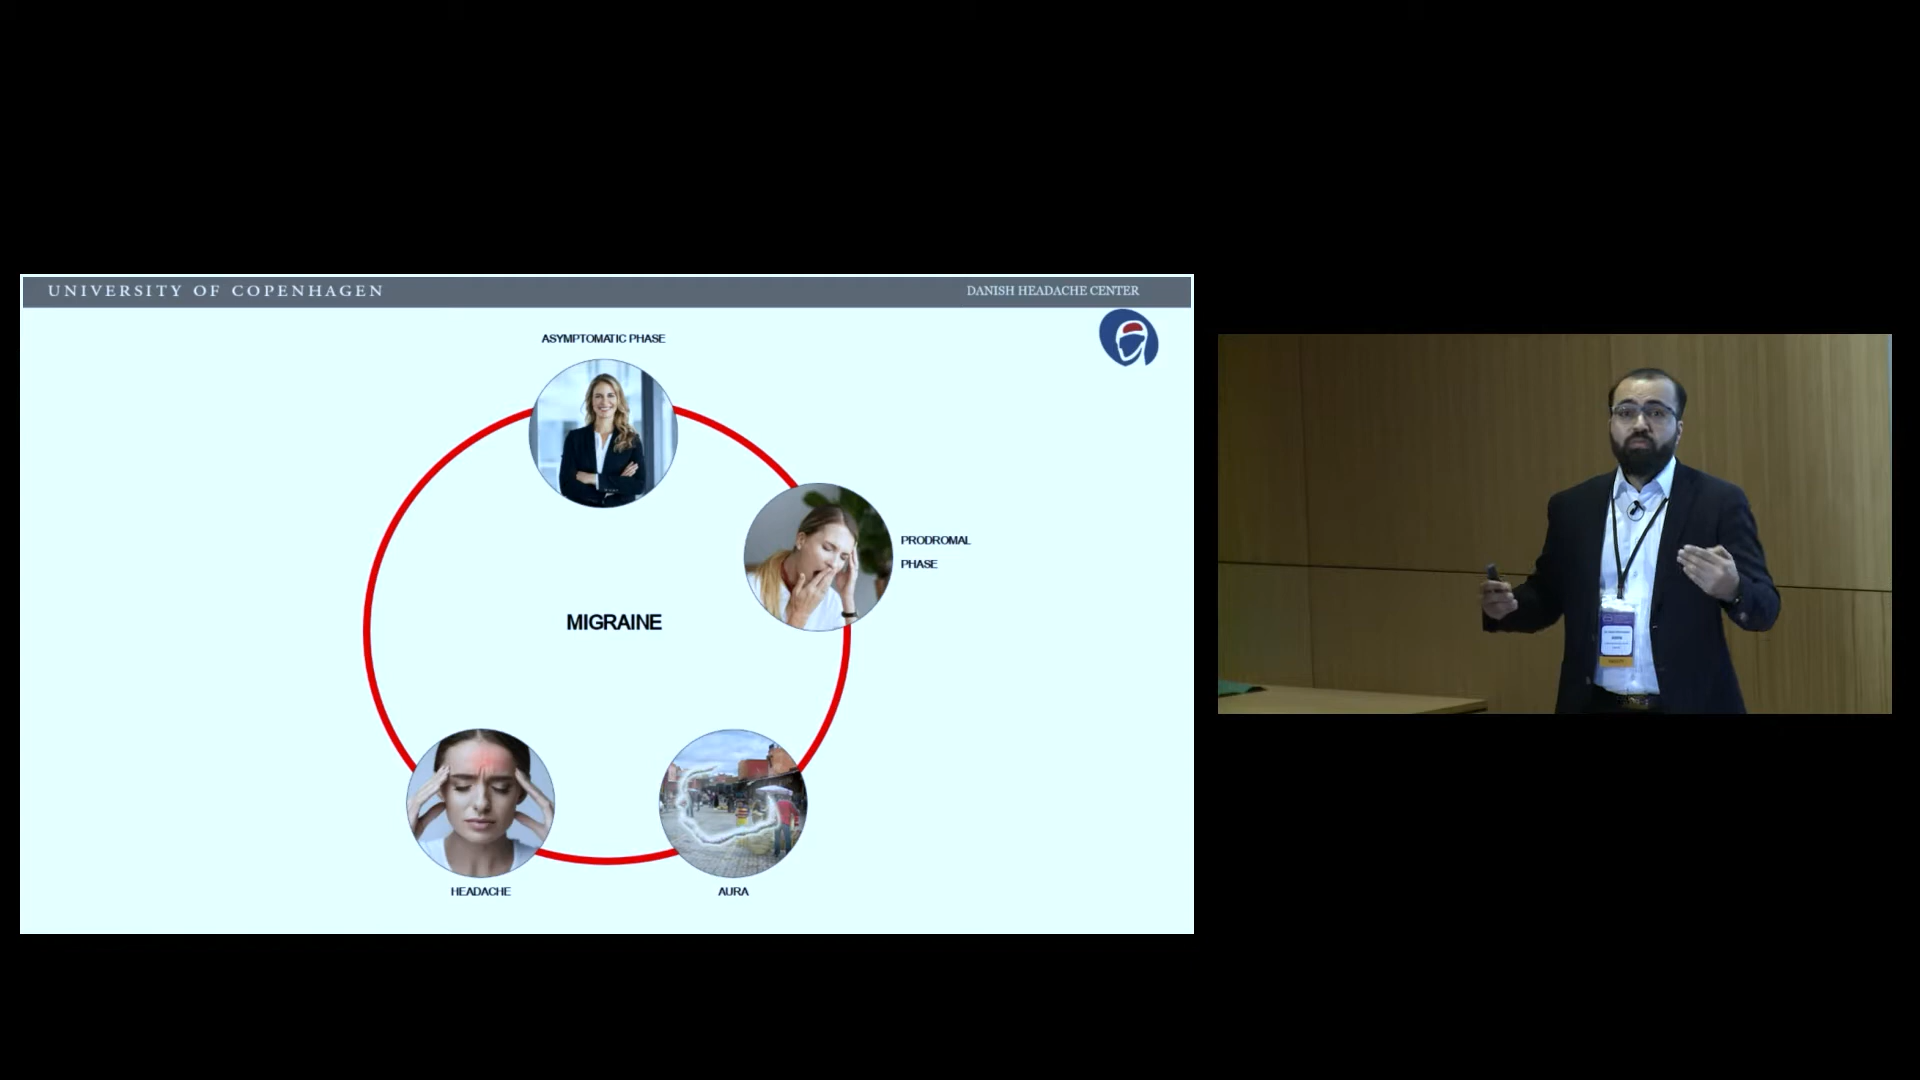 UNIVERSITY OF COPENHAGEN
DANISH HEADACHE CENTER
ASYMPTOMATIC PHASE
PRODROMAL
PHASE
MIGRAINE
HEADACHE
AURA